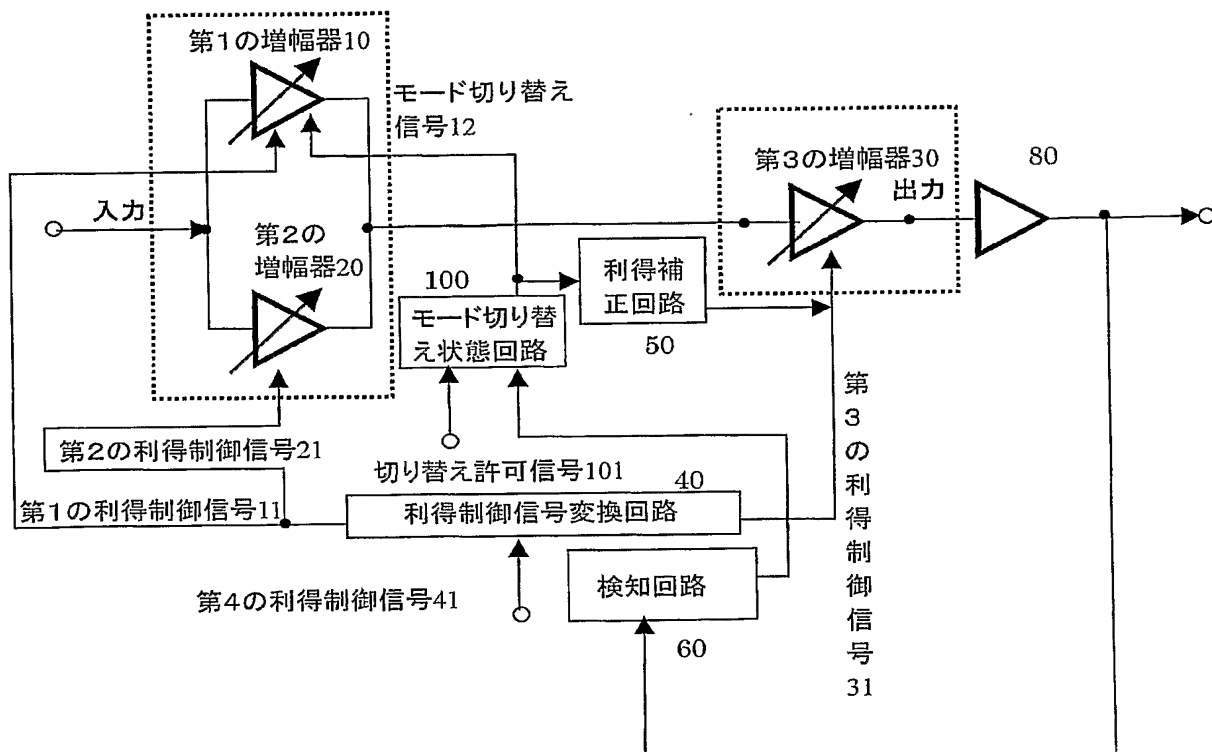 第1の増幅器10
モード切り替え
信号12
第3の増幅器30
80
入力
出力
第2の
増幅器20
100
利得補
正回路
モード切り替
え状態回路
50
第2の利得制御信号21
切り替え許可信号101
40
第1の利得制御信号11
利得制御信号変換回路
第4の利得制御信号41
検知回路
60
第
3
の
利
得
制
御
信
号
31